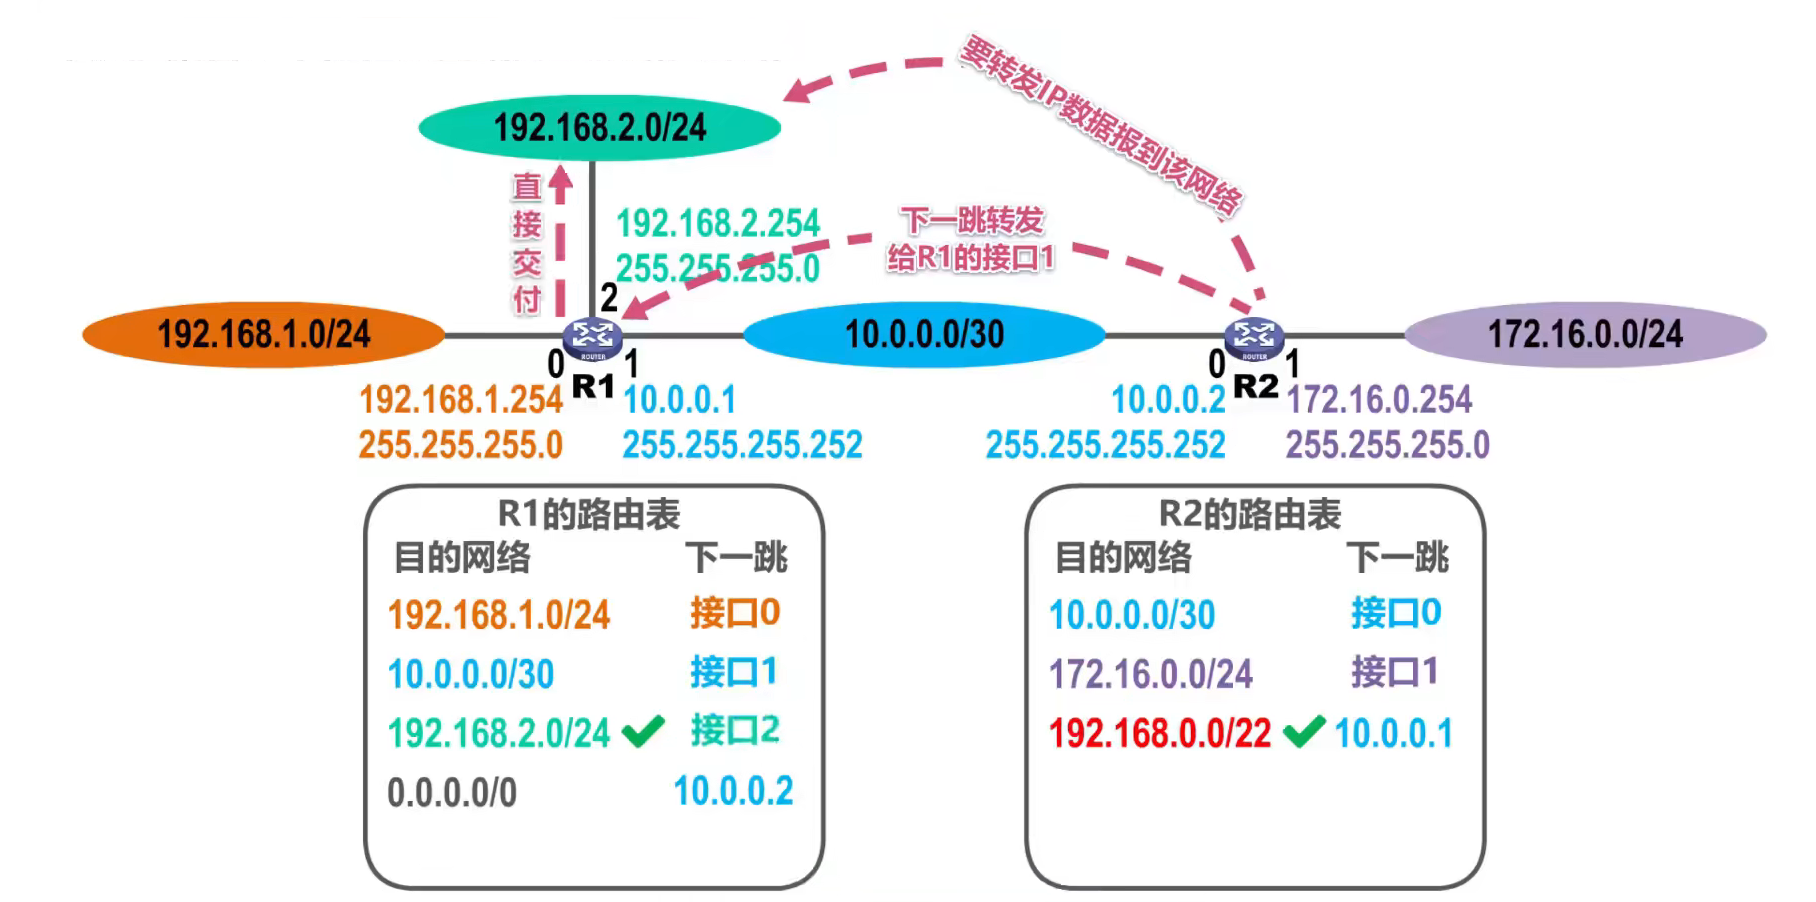 要转发IP数据报到该网络
192.168.2.0/24
直接交付
192.168.2.254
255.255.255.0
下一跳转发
给R1的接口1
2
192.168.1.0/24
ROUTER
10.0.0.0/30
ROUTER
172.16.0.0/24
0
R1
1
0
R2
1
192.168.1.254
255.255.255.0
10.0.0.1
255.255.255.252
10.0.0.2
255.255.255.252
172.16.0.254
255.255.255.0
R1的路由表
目的网络 下一跳
192.168.1.0/24 接口0
10.0.0.0/30 接口1
192.168.2.0/24 接口2
0.0.0.0/0 10.0.0.2
R2的路由表
目的网络 下一跳
10.0.0.0/30 接口0
172.16.0.0/24 接口1
192.168.0.0/22 10.0.0.1